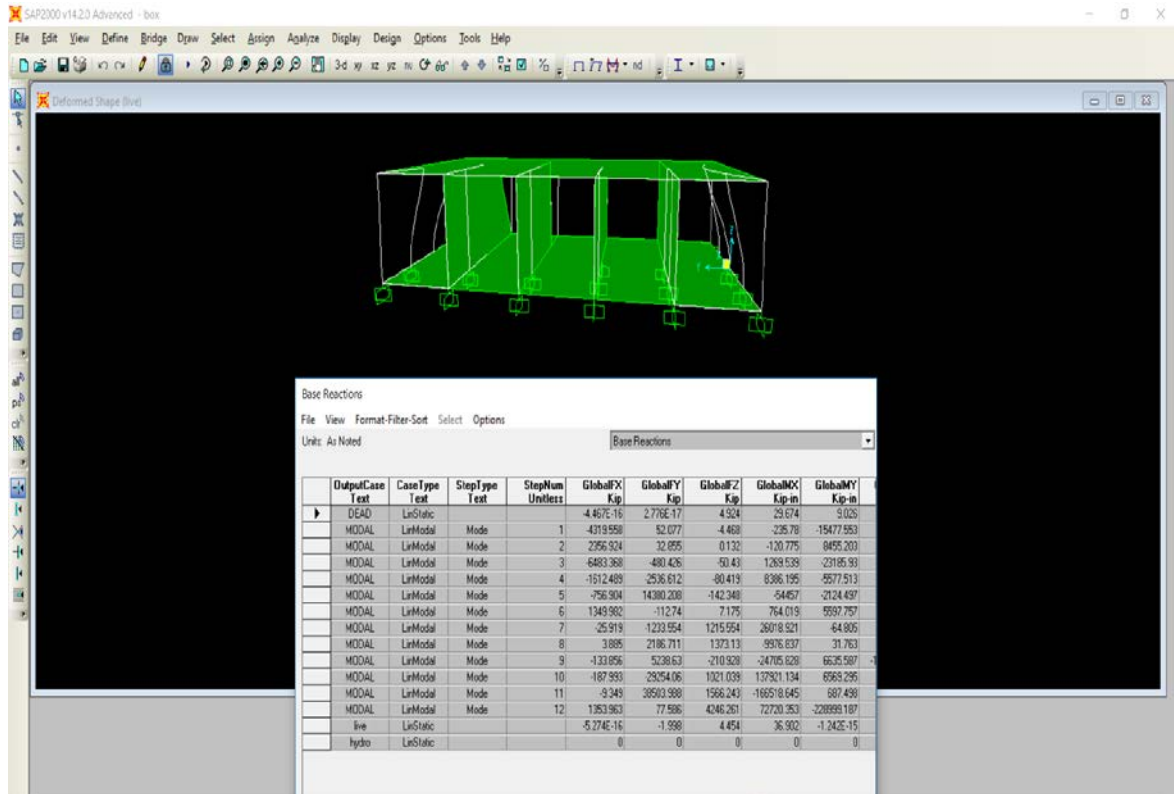 SAP2000 v14.2.0 Advanced - box
File Edit View Define Bridge Draw Select Assign Analyze Display Design Options Tools Help
3-d xy xz yz nv nd
Deformed Shape (live)
Base Reactions
File View Format-Filter-Sort Select Options
Units: As Noted Base Reactions
OutputCase CaseType StepType StepNum GlobalFX GlobalFY GlobalFZ GlobalMX GlobalMY
Text Text Text Unitless Kip Kip Kip Kip-in Kip-in
DEAD LinStatic -4.467E-16 2.776E-17 4.924 29.674 9.026
MODAL LinModal Mode 1 -4319.558 52.077 -4.468 -235.78 -15477.553
MODAL LinModal Mode 2 2356.924 32.855 0.132 -120.775 8455.203
MODAL LinModal Mode 3 -6483.368 -480.426 -50.43 1269.539 -23185.93
MODAL LinModal Mode 4 -1612.489 -2536.612 -80.419 8386.195 -5577.513
MODAL LinModal Mode 5 -756.904 14380.208 -142.348 -54457 -2124.497
MODAL LinModal Mode 6 1349.982 -112.74 7.175 764.019 5597.757
MODAL LinModal Mode 7 -25.919 -1233.554 1215.554 26018.921 -64.805
MODAL LinModal Mode 8 3.885 2186.711 1373.13 -9976.837 31.763
MODAL LinModal Mode 9 -133.856 5238.63 -210.928 -24705.828 6635.587
MODAL LinModal Mode 10 -187.993 -29254.06 1021.039 137921.134 6569.295
MODAL LinModal Mode 11 -9.349 38503.988 1566.243 -166518.645 687.498
MODAL LinModal Mode 12 1353.963 77.586 4246.261 72720.353 -228999.187
live LinStatic -5.274E-16 -1.998 4.454 36.902 -1.242E-15
hydro LinStatic 0 0 0 0 0